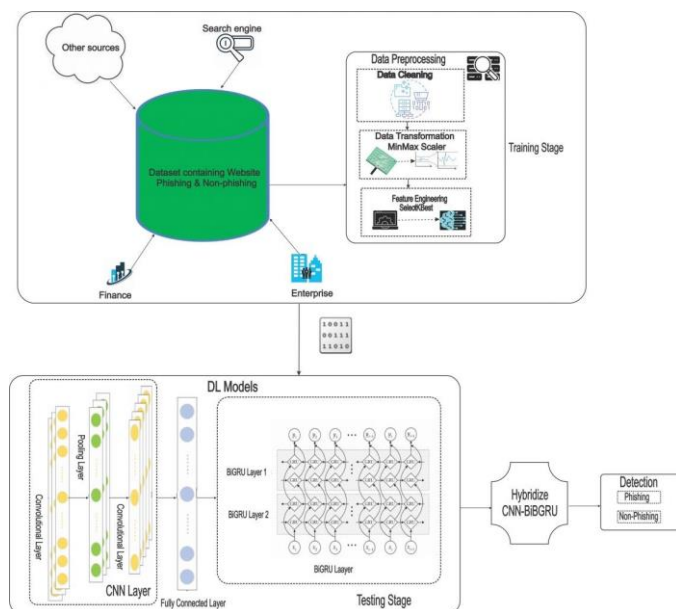 Search engine
Other sources
Data Preprocessing
Data Cleaning
Data Transformation
MinMax Scaler
Training Stage
Dataset containing Website
Phishing & Non-phishing
Feature Engineering
SelectKBest
Finance
Enterprise
10011
00111
11010
DL Models
Convolutional Layer
Pooling Layer
Convolutional Layer
BiGRU Layer 1
BiGRU Layer 2
BiGRU Laayer
CNN Layer
Fully Connected Layer
Testing Stage
Hybridize
CNN-BiBGRU
Detection
Phishing
Non-Phishing